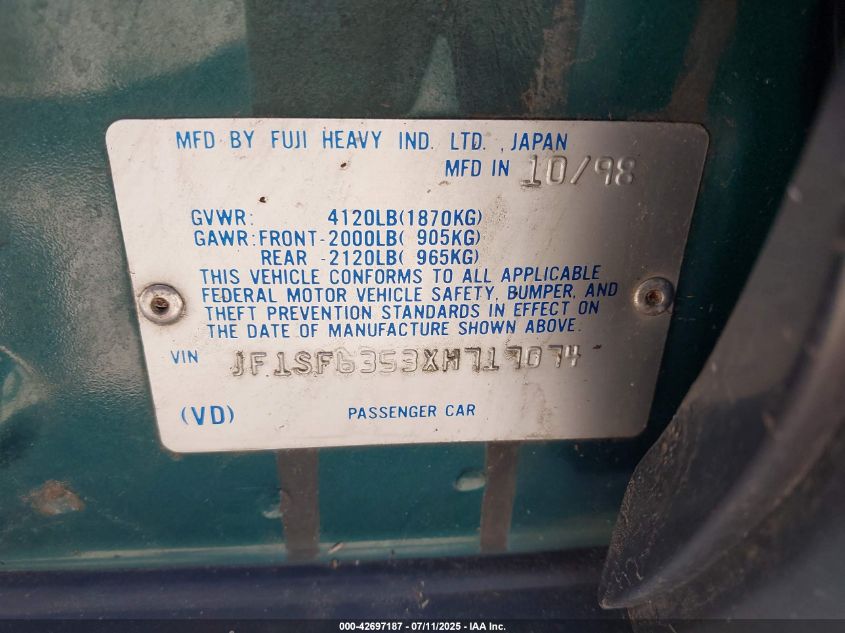 MFD BY FUJI HEAVY IND. LTD., JAPAN
MFD IN 10/98
GVWR: 4120LB(1870KG)
GAWR:FRONT-2000LB( 905KG)
REAR -2120LB( 965KG)
THIS VEHICLE CONFORMS TO ALL APPLICABLE
FEDERAL MOTOR VEHICLE SAFETY, BUMPER, AND
THEFT PREVENTION STANDARDS IN EFFECT ON
THE DATE OF MANUFACTURE SHOWN ABOVE.
VIN JF1SF6353XH719074
(VD) PASSENGER CAR
000-42697187 - 07/11/2025 - IAA Inc.